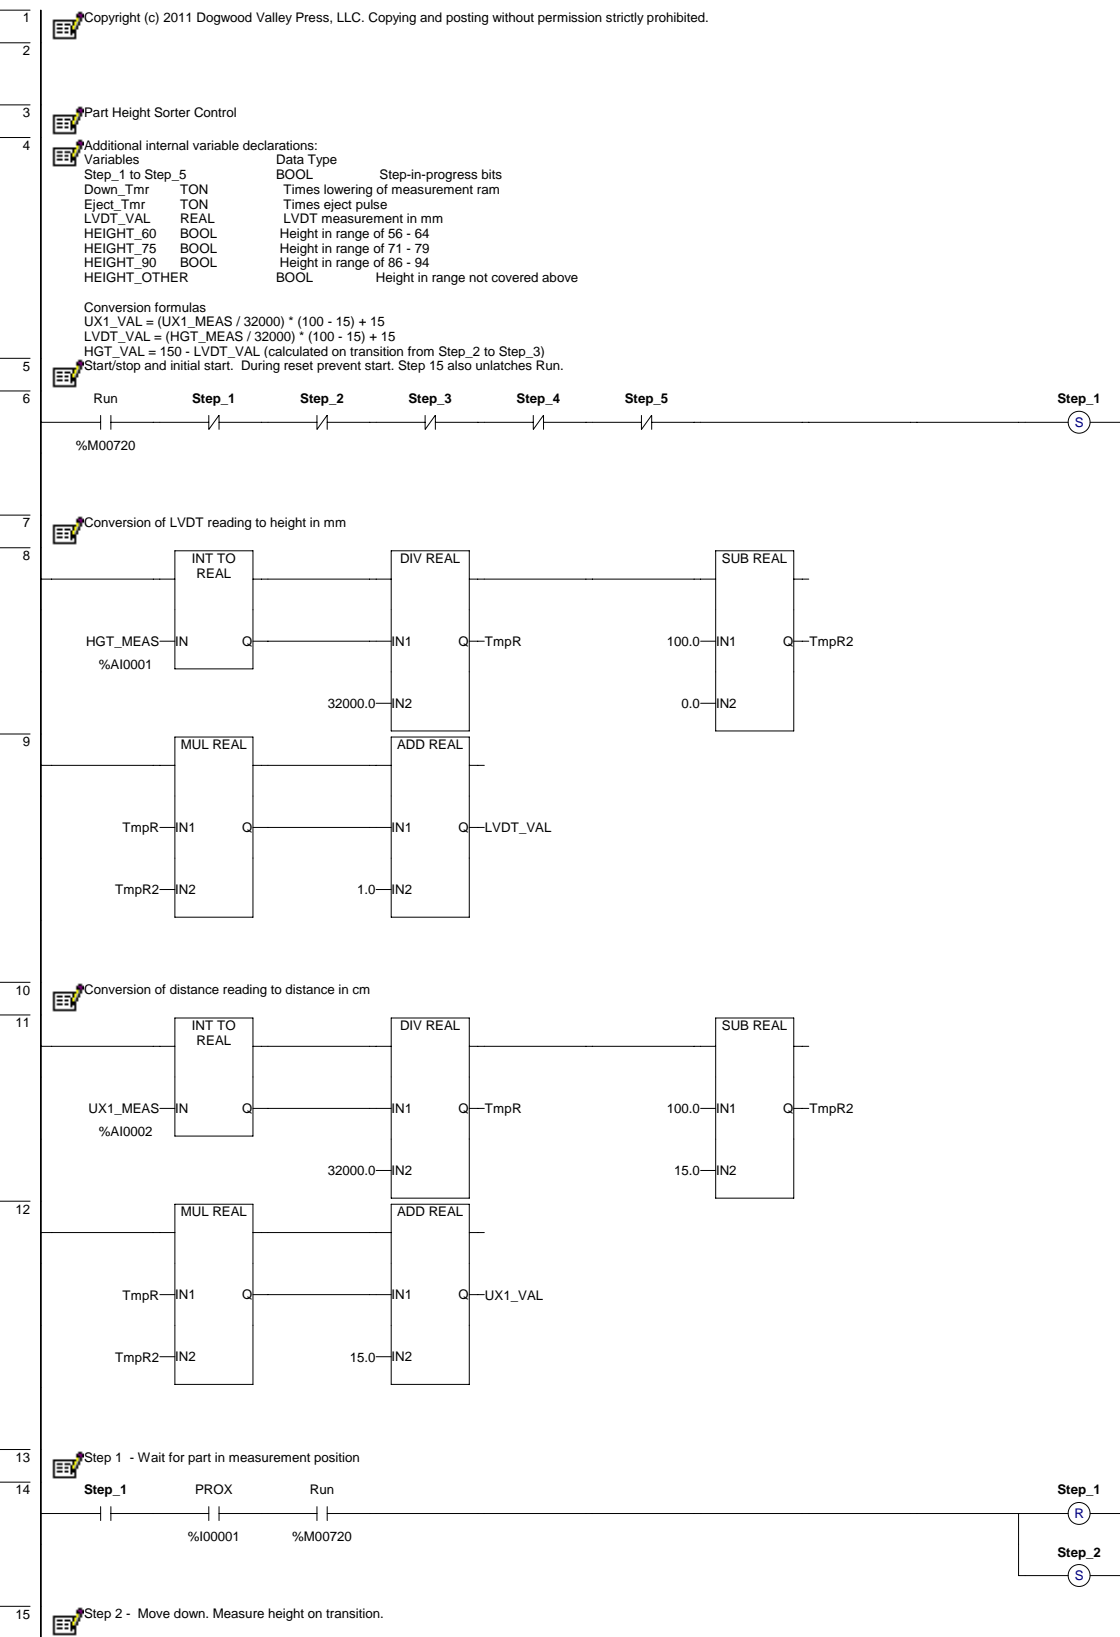 1 Copyright (c) 2011 Dogwood Valley Press, LLC. Copying and posting without permission strictly prohibited.
2
3 Part Height Sorter Control
4 Additional internal variable declarations:
Variables Data Type
Step_1 to Step_5 BOOL Step-in-progress bits
Down_Tmr TON Times lowering of measurement ram
Eject_Tmr TON Times eject pulse
LVDT_VAL REAL LVDT measurement in mm
HEIGHT_60 BOOL Height in range of 56 - 64
HEIGHT_75 BOOL Height in range of 71 - 79
HEIGHT_90 BOOL Height in range of 86 - 94
HEIGHT_OTHER BOOL Height in range not covered above
Conversion formulas
UX1_VAL = (UX1_MEAS / 32000) * (100 - 15) + 15
LVDT_VAL = (HGT_MEAS / 32000) * (100 - 15) + 15
HGT_VAL = 150 - LVDT_VAL (calculated on transition from Step_2 to Step_3)
5 Start/stop and initial start. During reset prevent start. Step 15 also unlatches Run.
6 Run Step_1 Step_2 Step_3 Step_4 Step_5 Step_1
S
%M00720
7 Conversion of LVDT reading to height in mm
8 INT TO DIV REAL SUB REAL
REAL
HGT_MEAS IN Q IN1 Q TmpR 100.0 IN1 Q TmpR2
%AI0001
32000.0 IN2 0.0 IN2
9 MUL REAL ADD REAL
TmpR IN1 Q IN1 Q LVDT_VAL
TmpR2 IN2 1.0 IN2
10 Conversion of distance reading to distance in cm
11 INT TO DIV REAL SUB REAL
REAL
UX1_MEAS IN Q IN1 Q TmpR 100.0 IN1 Q TmpR2
%AI0002
32000.0 IN2 15.0 IN2
12 MUL REAL ADD REAL
TmpR IN1 Q IN1 Q UX1_VAL
TmpR2 IN2 15.0 IN2
13 Step 1 - Wait for part in measurement position
14 Step_1 PROX Run Step_1
R
%I00001 %M00720
Step_2
S
15 Step 2 - Move down. Measure height on transition.